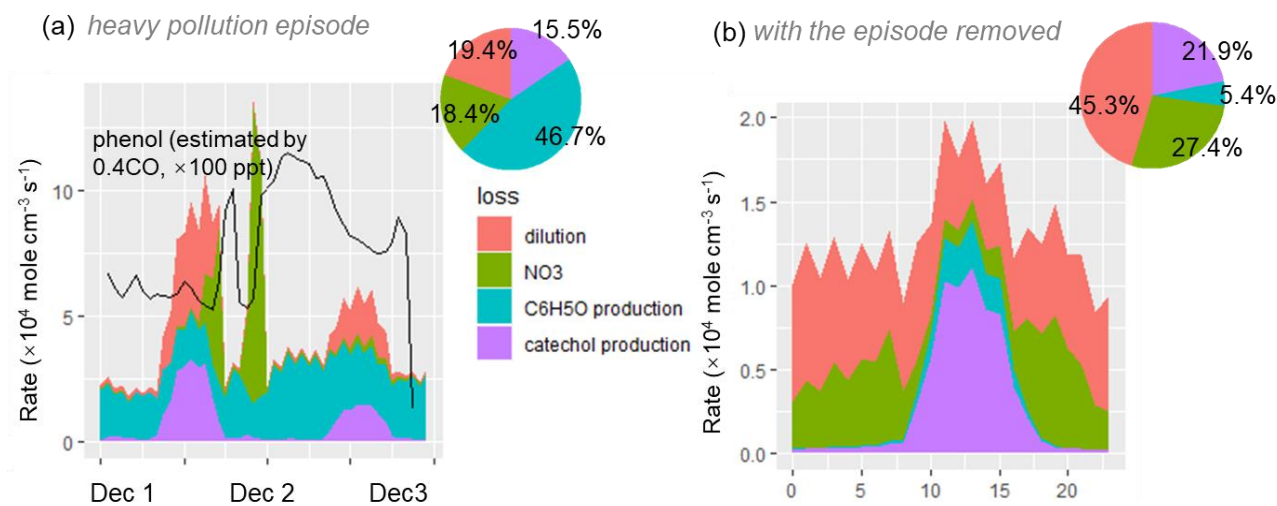 (a) heavy pollution episode
15.5%
19.4%
18.4%
46.7%
phenol (estimated by
0.4CO, ×100 ppt)
Rate (×10⁴ mole cm⁻³ s⁻¹)
10
5
0
Dec 1
Dec 2
Dec3
loss
dilution
NO3
C6H5O production
catechol production
(b) with the episode removed
21.9%
5.4%
45.3%
27.4%
Rate (×10⁴ mole cm⁻³ s⁻¹)
2.0
1.5
1.0
0.5
0.0
0
5
10
15
20